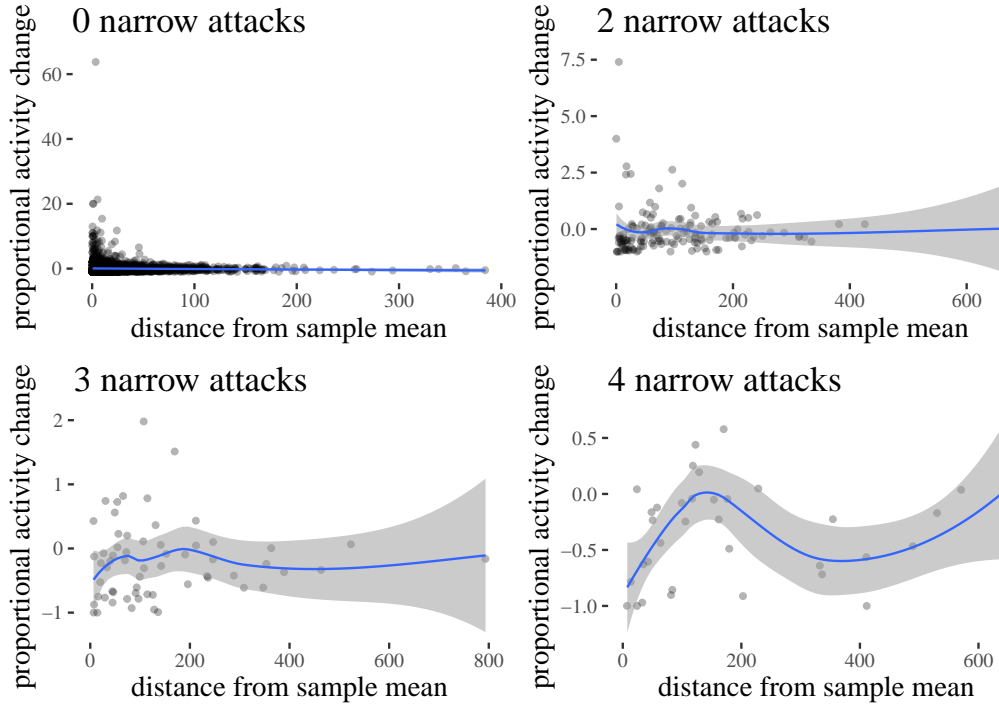 0 narrow attacks
proportional activity change
60
40
20
0
0
100
200
300
400
distance from sample mean
2 narrow attacks
proportional activity change
7.5
5.0
2.5
0.0
0
200
400
600
distance from sample mean
3 narrow attacks
proportional activity change
2
1
0
−1
0
200
400
600
800
distance from sample mean
4 narrow attacks
proportional activity change
0.5
0.0
−0.5
−1.0
0
200
400
600
distance from sample mean